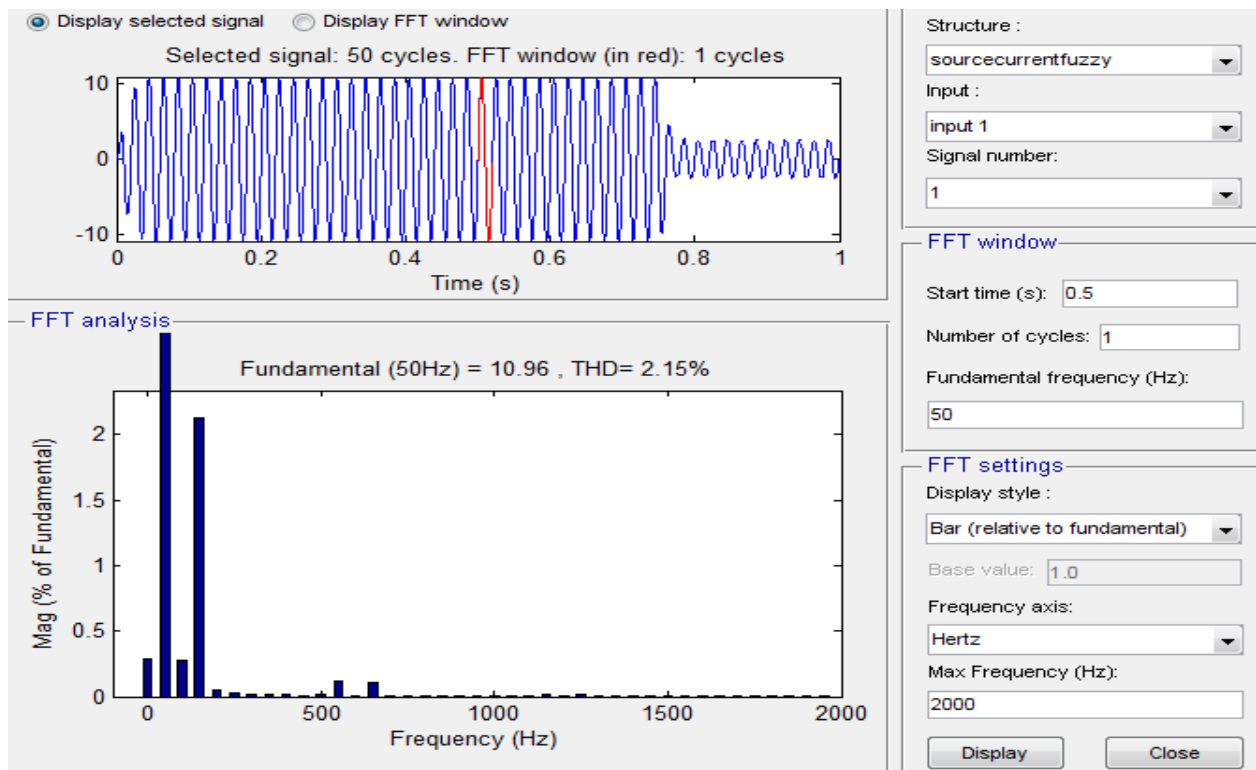 Display selected signal
Display FFT window
Selected signal: 50 cycles. FFT window (in red): 1 cycles
10
0
-10
0
0.2
0.4
0.6
0.8
1
Time (s)
FFT analysis
Fundamental (50Hz) = 10.96 , THD= 2.15%
2
1.5
1
0.5
0
Mag (% of Fundamental)
0
500
1000
1500
2000
Frequency (Hz)
Structure :
sourcecurrentfuzzy
Input :
input 1
Signal number:
1
FFT window
Start time (s): 0.5
Number of cycles: 1
Fundamental frequency (Hz):
50
FFT settings
Display style :
Bar (relative to fundamental)
Base value: 1.0
Frequency axis:
Hertz
Max Frequency (Hz):
2000
Display
Close